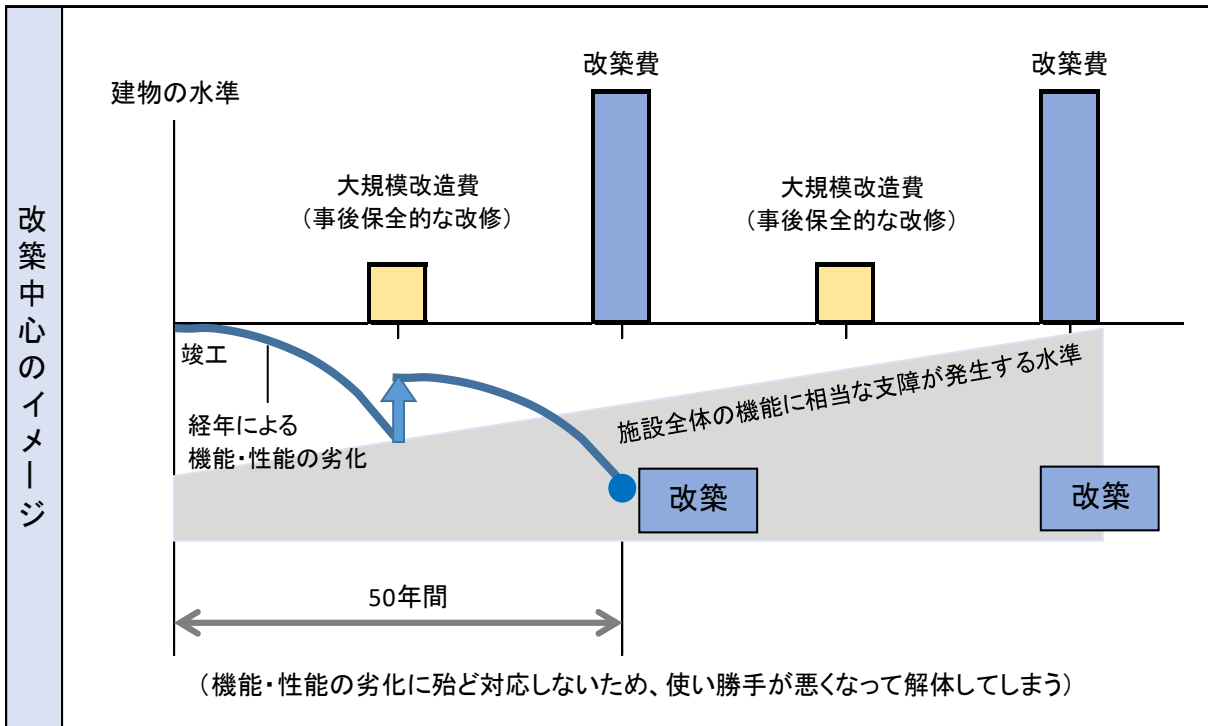 改築中心のイメージ
建物の水準
改築費
改築費
大規模改造費
（事後保全的な改修）
大規模改造費
（事後保全的な改修）
竣工
経年による
機能・性能の劣化
施設全体の機能に相当な支障が発生する水準
改築
改築
50年間
（機能・性能の劣化に殆ど対応しないため、使い勝手が悪くなって解体してしまう）